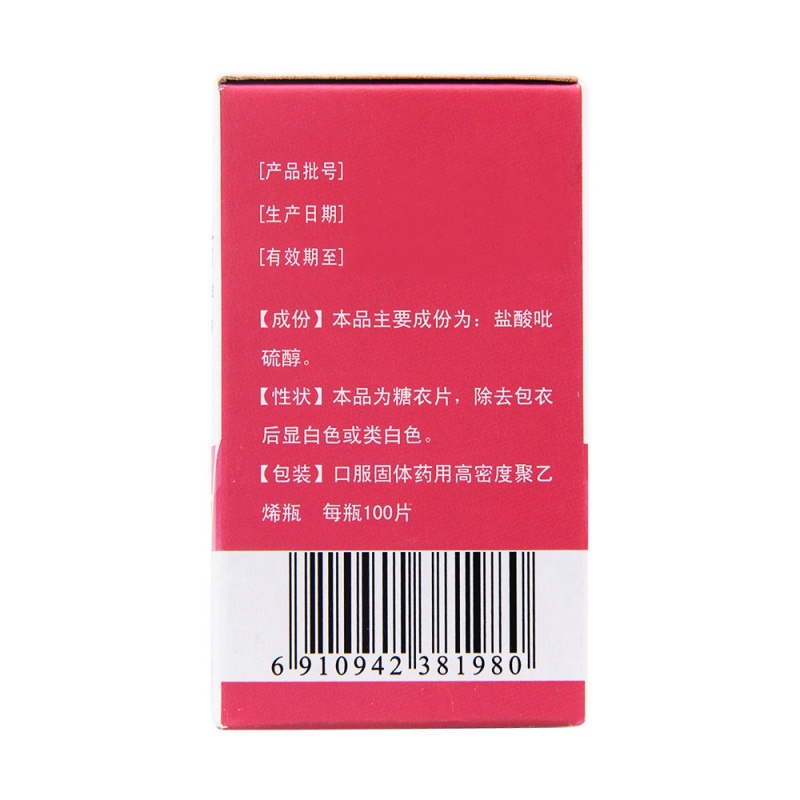 [产品批号]
[生产日期]
[有效期至]
【成份】本品主要成份为：盐酸吡
硫醇。
【性状】本品为糖衣片，除去包衣
后显白色或类白色。
【包装】口服固体药用高密度聚乙
烯瓶 每瓶100片
6 910942 381980